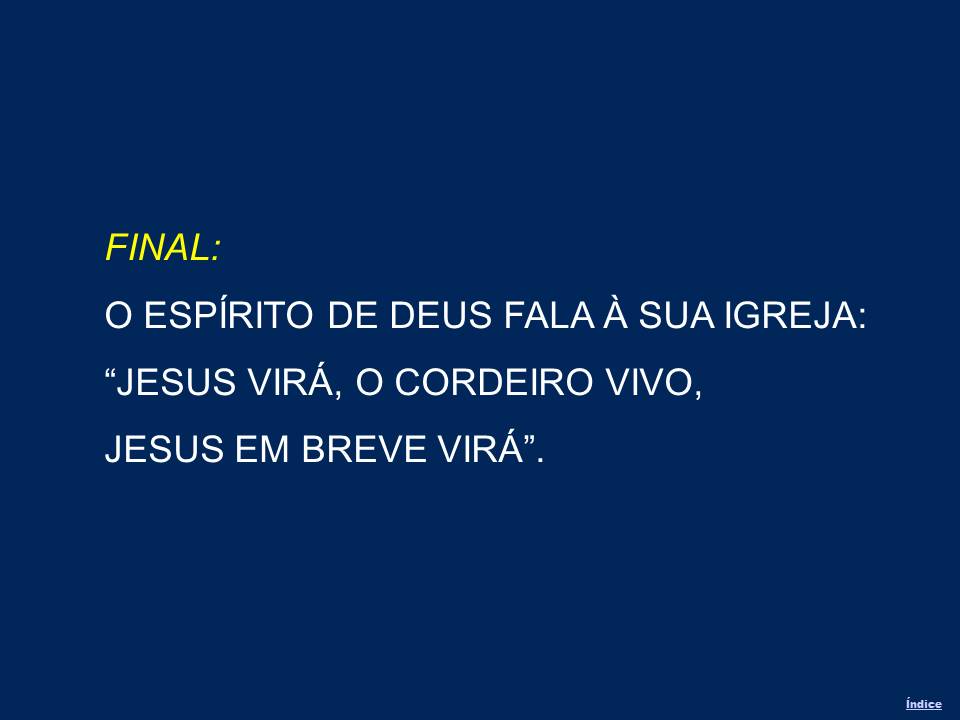 FINAL:
O ESPÍRITO DE DEUS FALA À SUA IGREJA:
“JESUS VIRÁ, O CORDEIRO VIVO,
JESUS EM BREVE VIRÁ”.
Índice